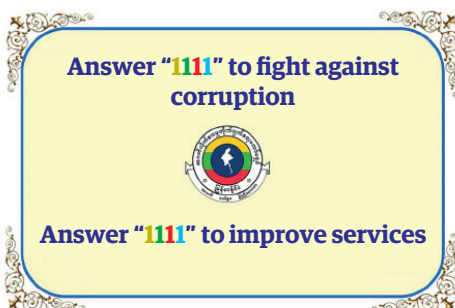 Answer “1111” to fight against
corruption
Answer “1111” to improve services